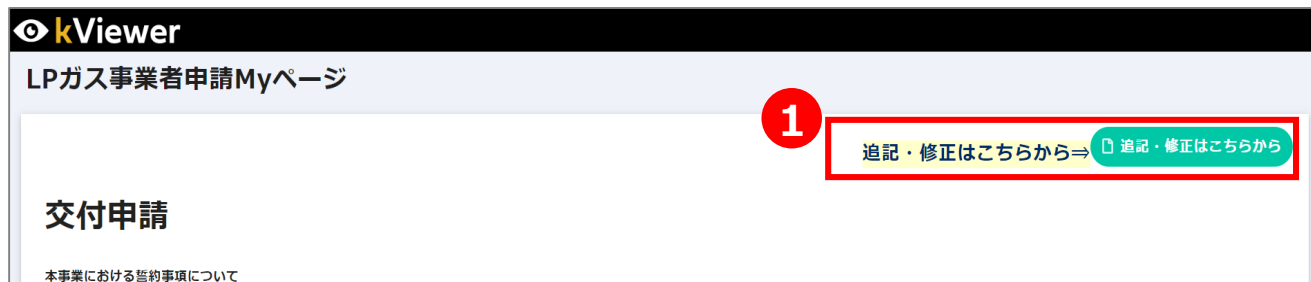 kViewer
LPガス事業者申請Myページ
1
追記・修正はこちらから⇒ 追記・修正はこちらから
交付申請
本事業における誓約事項について